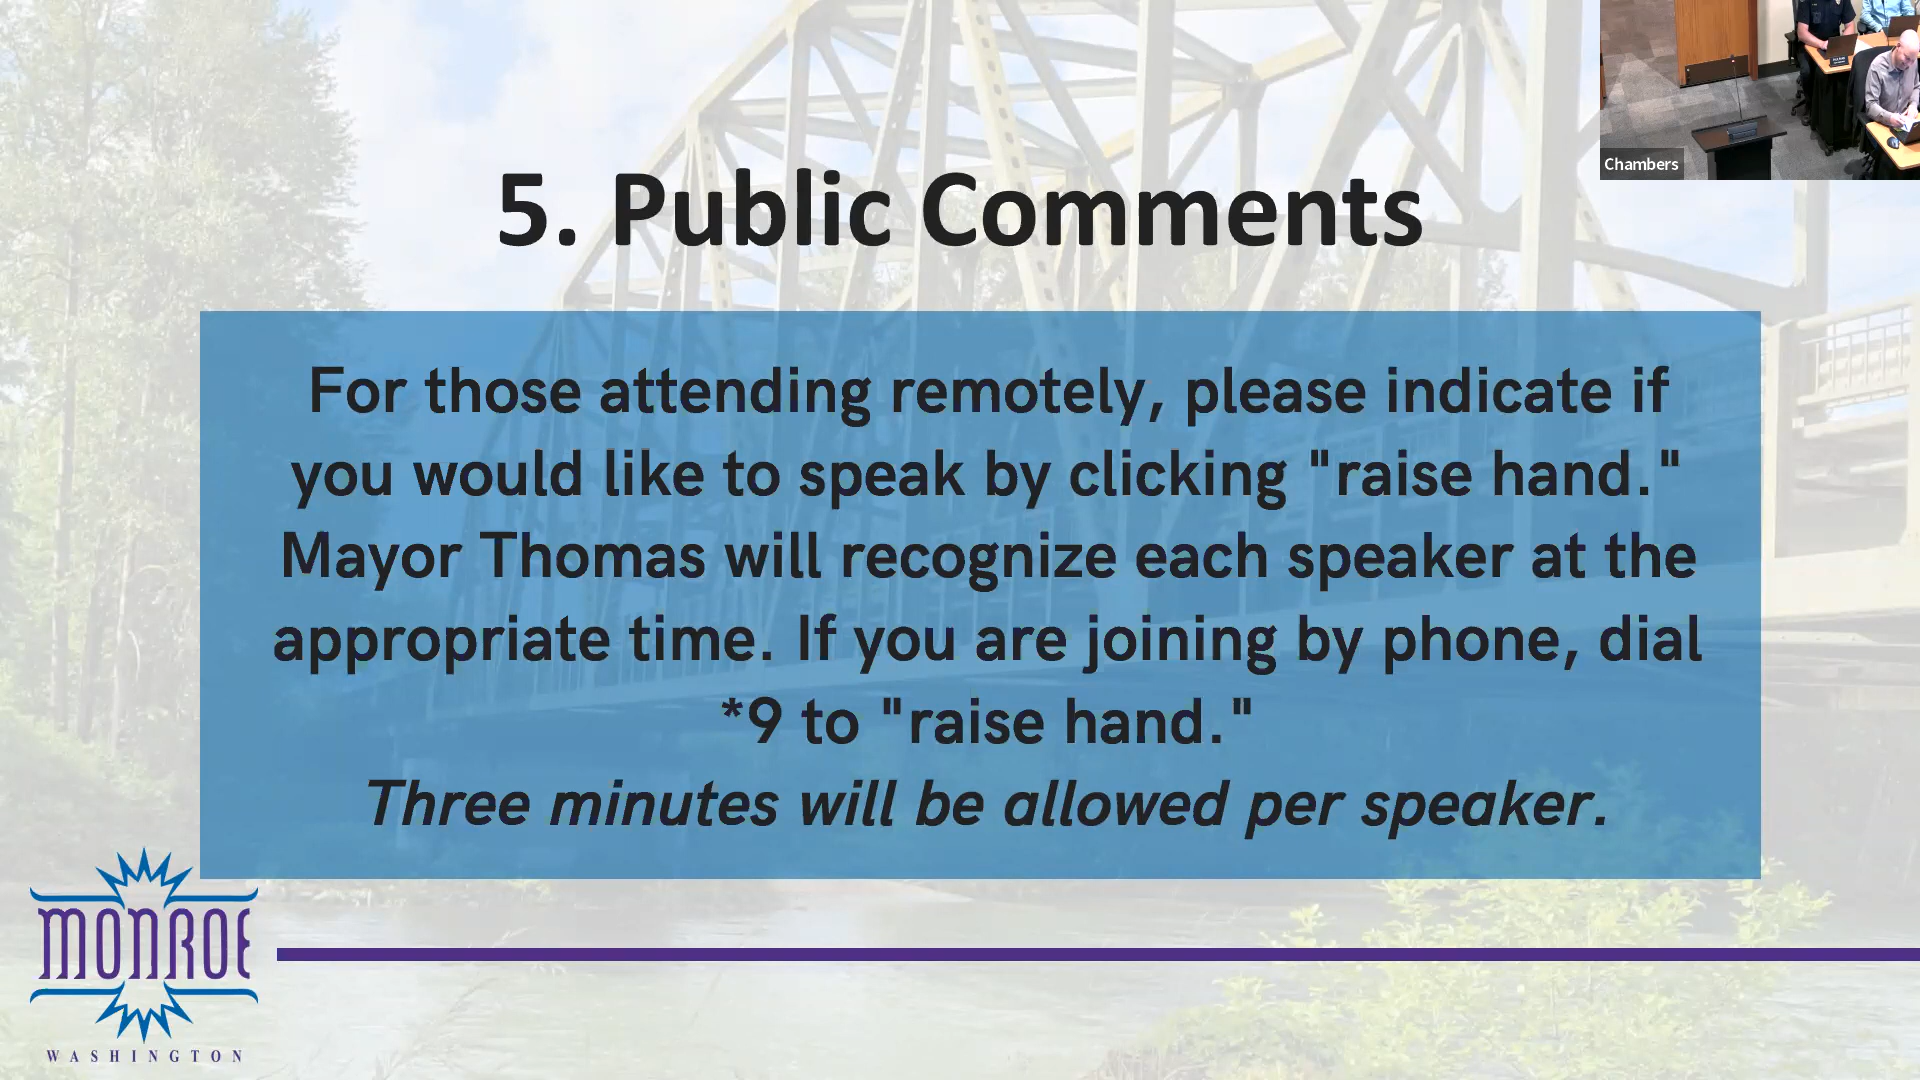 Chambers
5. Public Comments
For those attending remotely, please indicate if
you would like to speak by clicking "raise hand."
Mayor Thomas will recognize each speaker at the
appropriate time. If you are joining by phone, dial
*9 to "raise hand."
Three minutes will be allowed per speaker.
MONROE
WASHINGTON